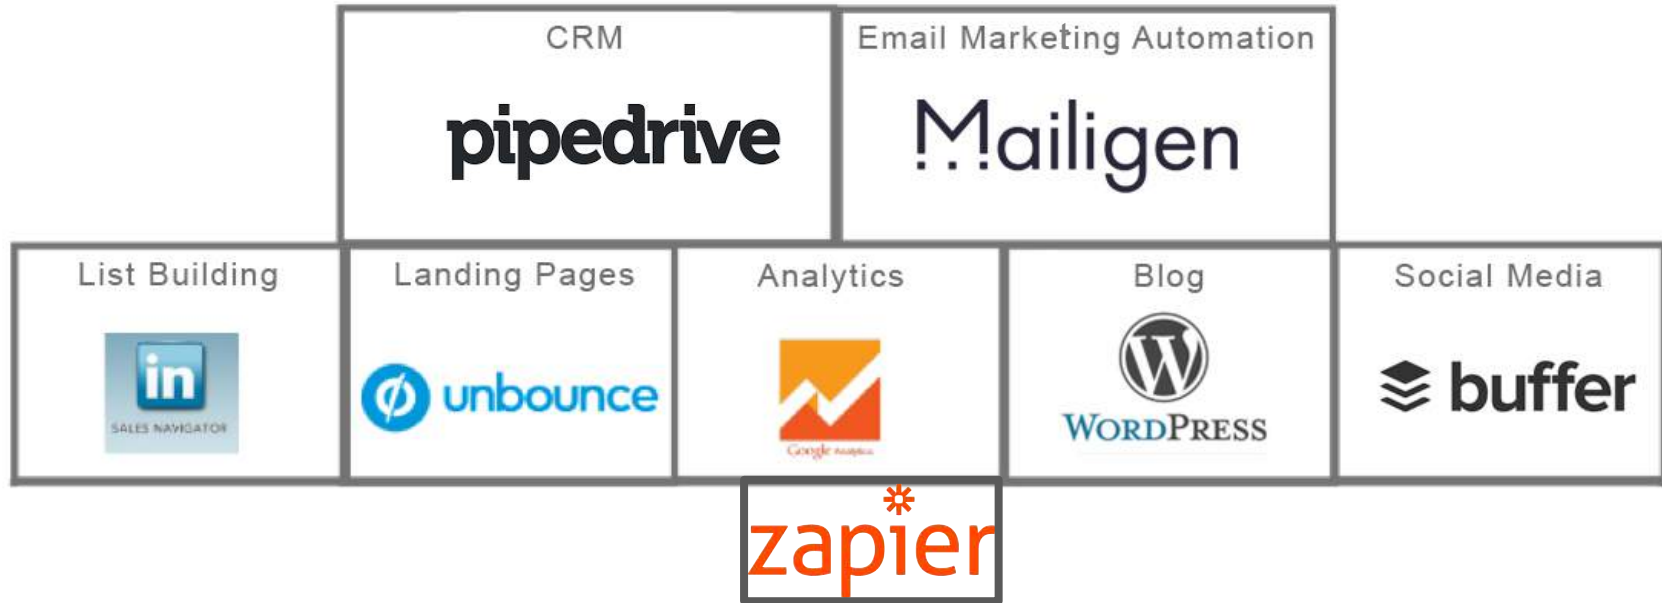 CRM
Email Marketing Automation
pipedrive
Mailigen
List Building
Landing Pages
Analytics
Blog
Social Media
in
SALES NAVIGATOR
unbounce
Google Analytics
W
WORDPRESS
buffer
zapier